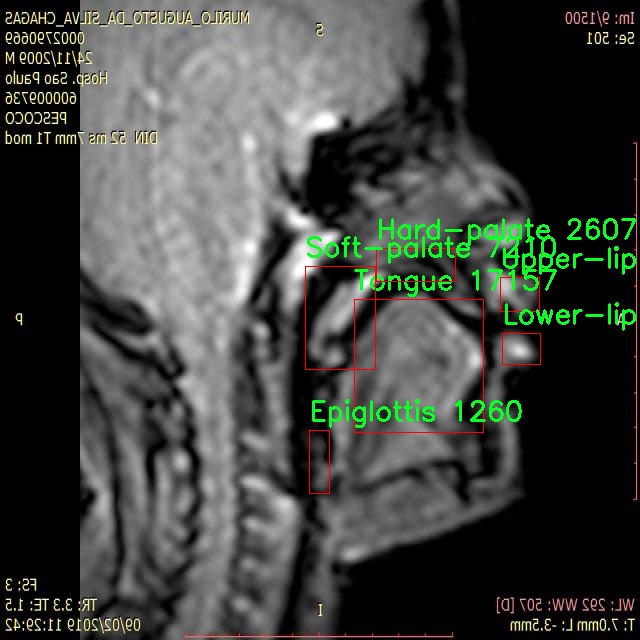 MURILO_AUGUSTO_DA_SILVA_CHAGAS
0002790669
24/11/2009 M
Hosp. Sao Paulo
600009736
PESCOCO
DIN 52 ms 7mm T1 mod
S
Im: 9/1500
Se: 501
Hard-palate 2607
Soft-palate
Upper-lip
Tongue 17157
Lower-lip
P
Epiglottis 1260
FS: 3
TR: 3.3 TE: 1.5
09/02/2019 11:29:42
I
WL: 292 WW: 507 [D]
T: 7.0mm L: -3.5mm